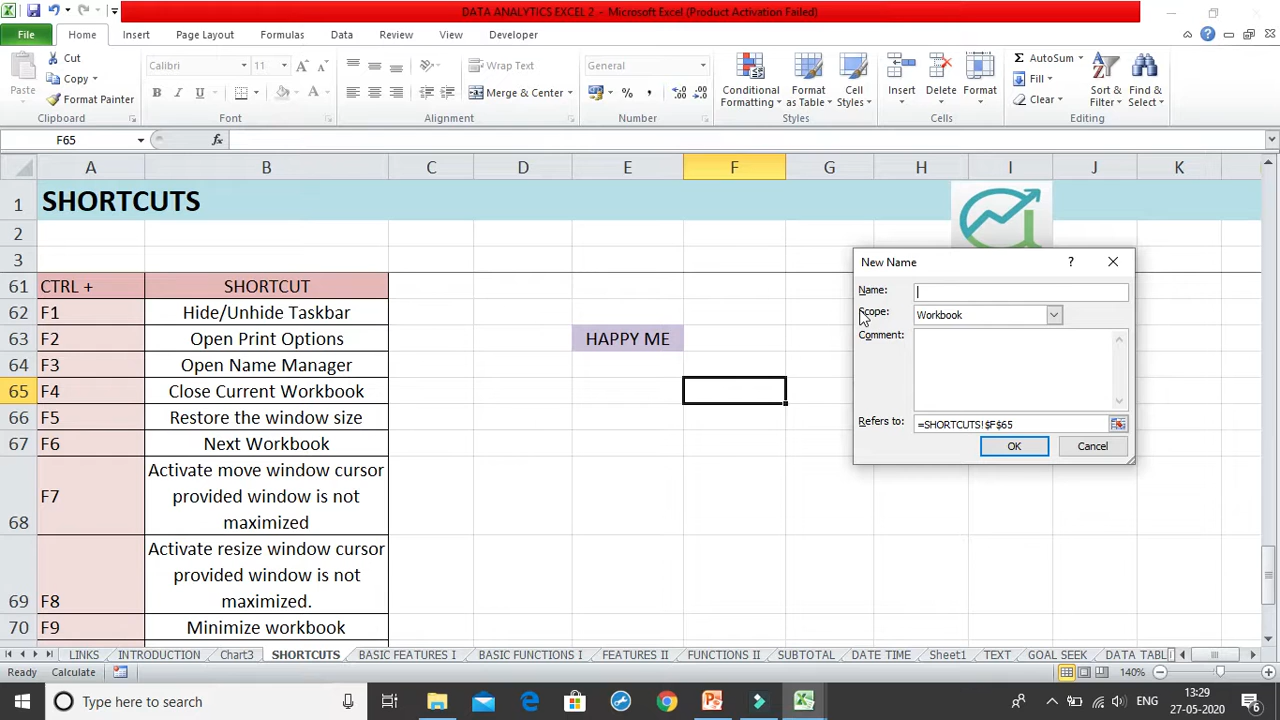 DATA ANALYTICS EXCEL 2 - Microsoft Excel (Product Activation Failed)
File Home Insert Page Layout Formulas Data Review View Developer
Paste
Cut
Copy
Format Painter
Clipboard
Calibri 11
B I U
Font
Wrap Text
Merge & Center
Alignment
General
%
Number
Conditional Formatting
Format as Table
Cell Styles
Styles
Insert Delete Format
Cells
AutoSum
Fill
Clear
Sort & Filter
Find & Select
Editing
F65 fx
A B C D E F G H I J K
1 SHORTCUTS
2
3
61 CTRL + SHORTCUT
62 F1 Hide/Unhide Taskbar
63 F2 Open Print Options HAPPY ME
64 F3 Open Name Manager
65 F4 Close Current Workbook
66 F5 Restore the window size
67 F6 Next Workbook
68 F7 Activate move window cursor
provided window is not
maximized
69 F8 Activate resize window cursor
provided window is not
maximized.
70 F9 Minimize workbook
New Name ?
Name:
Scope: Workbook
Comment:
Refers to: =SHORTCUTS!$F$65
OK Cancel
LINKS INTRODUCTION Chart3 SHORTCUTS BASIC FEATURES I BASIC FUNCTIONS I FEATURES II FUNCTIONS II SUBTOTAL DATE TIME Sheet1 TEXT GOAL SEEK DATA TABL
Ready Calculate 140%
Type here to search
ENG
13:29
27-05-2020
6